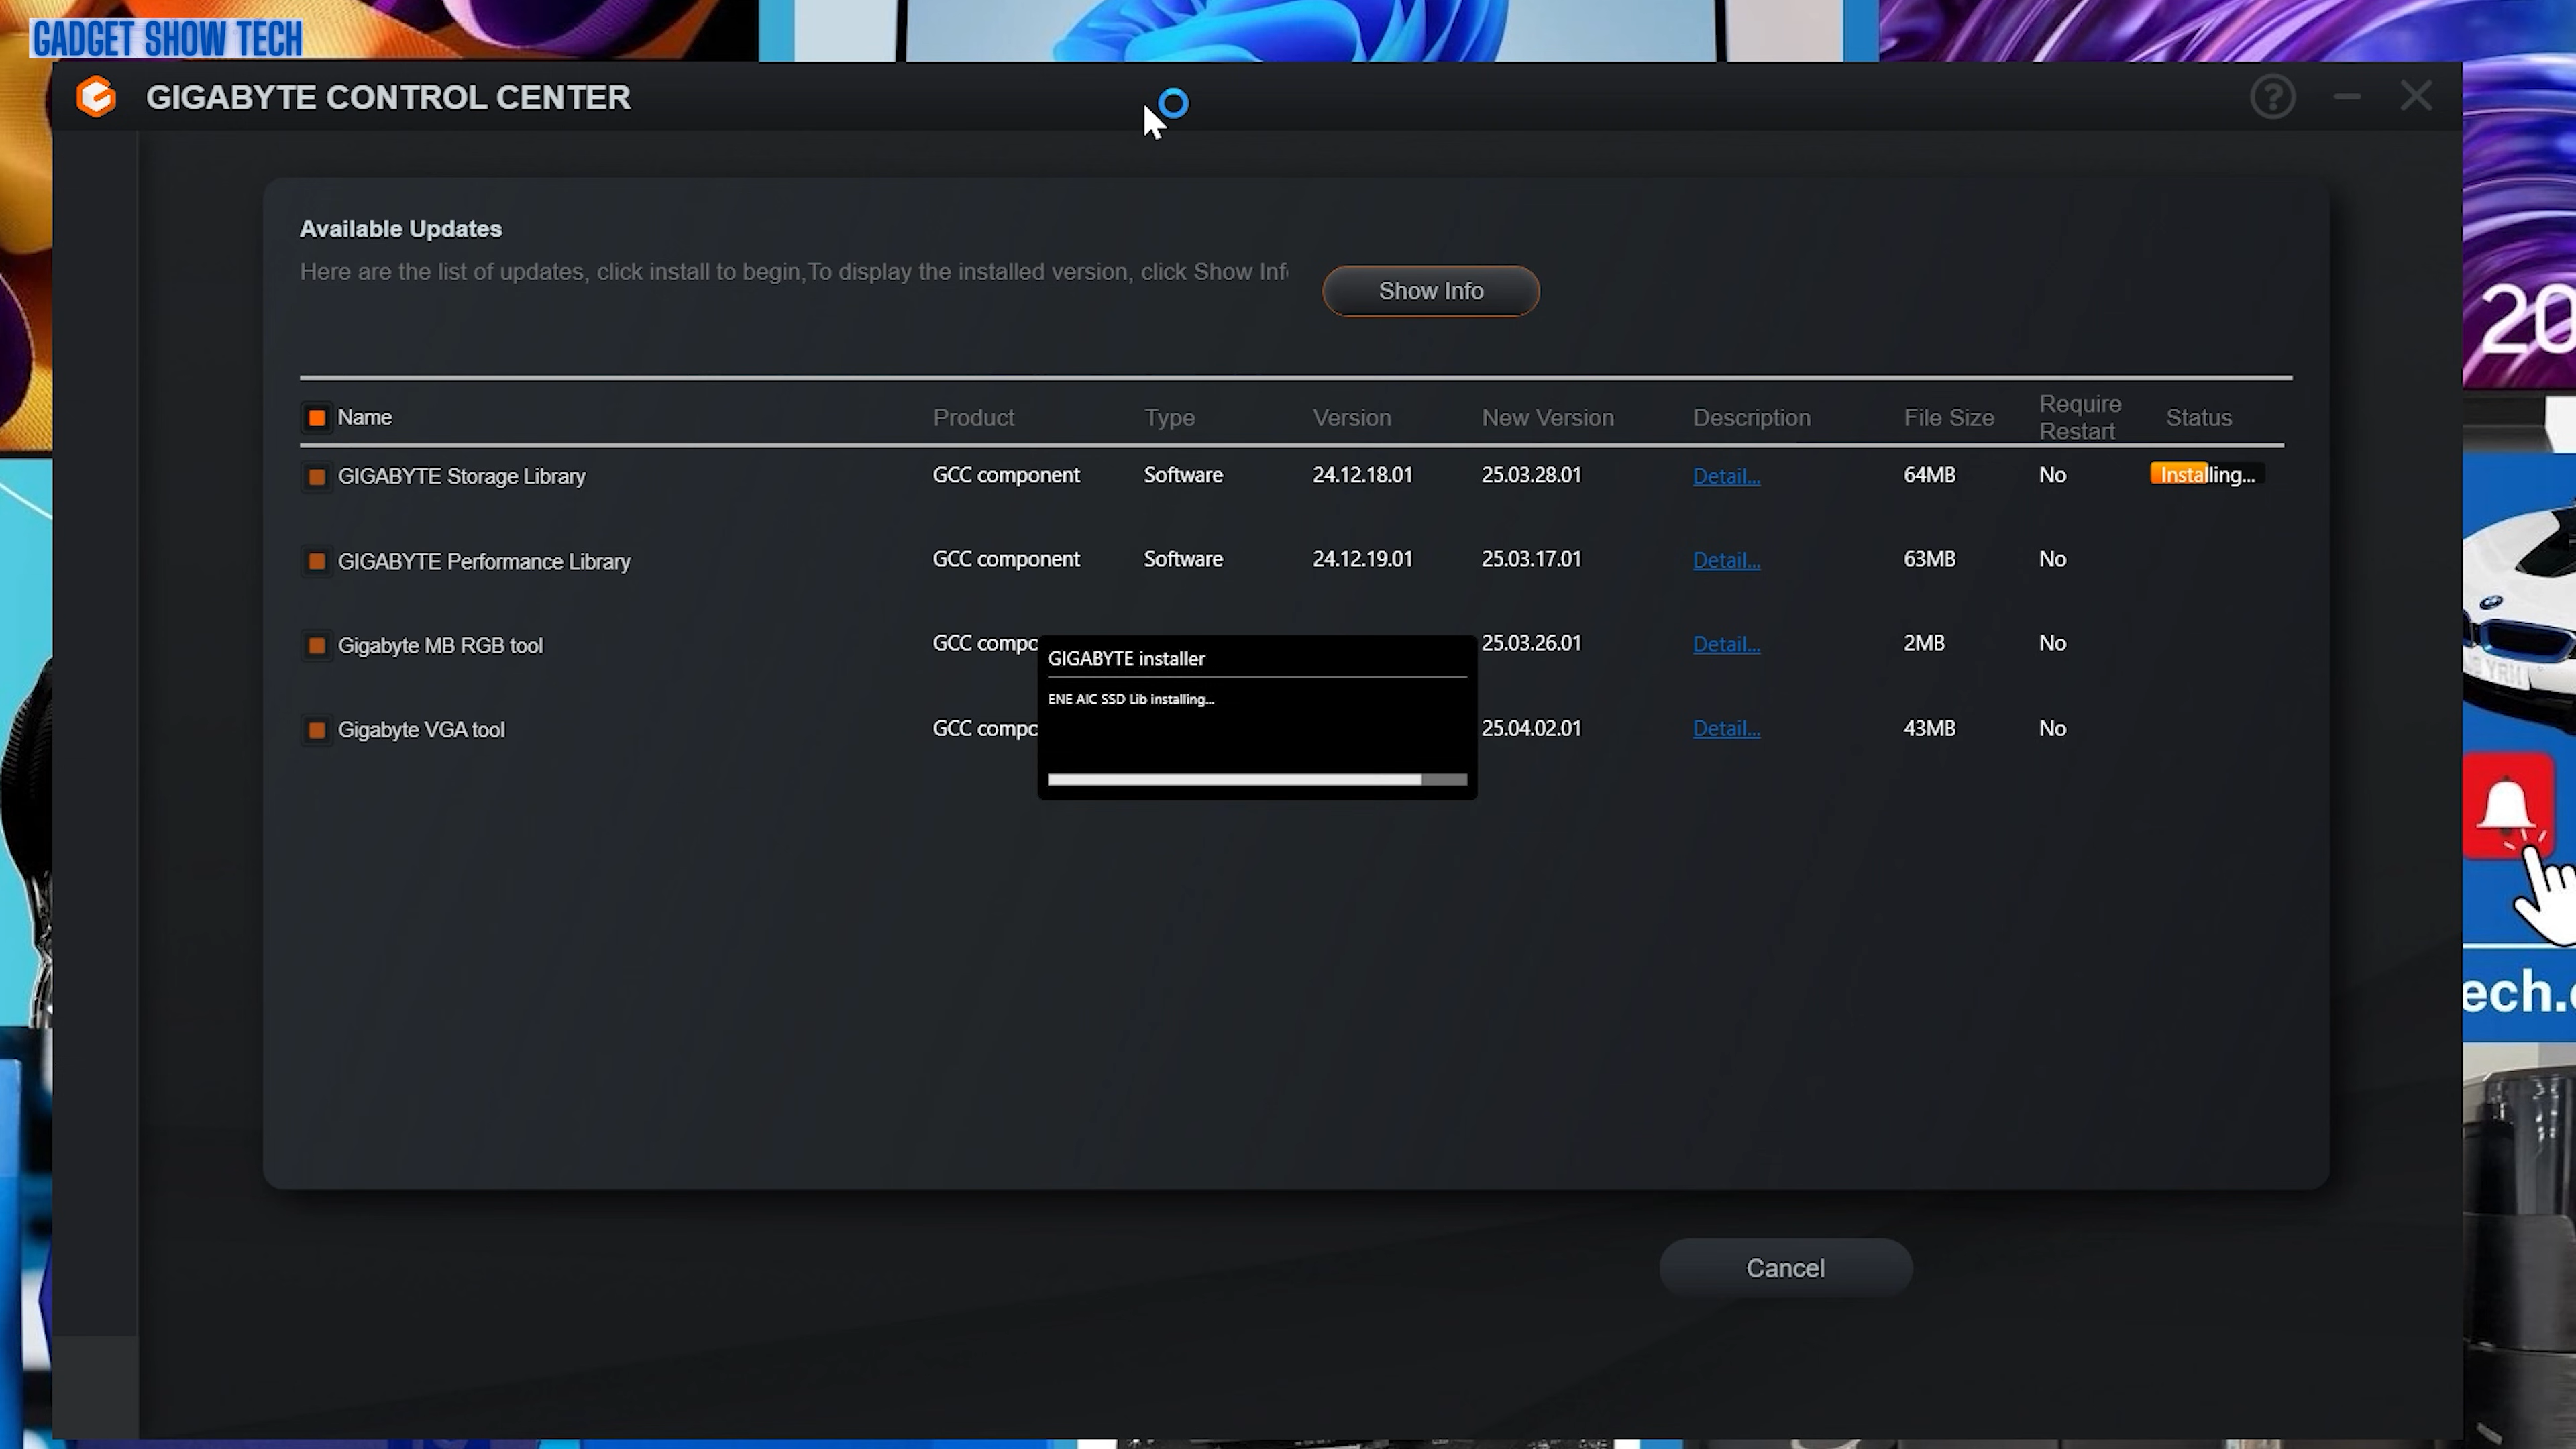 GADGET SHOW TECH
GIGABYTE CONTROL CENTER
Available Updates
Here are the list of updates, click install to begin,To display the installed version, click Show Inf
Show Info
Name Product Type Version New Version Description File Size Require Restart Status
GIGABYTE Storage Library GCC component Software 24.12.18.01 25.03.28.01 Detail... 64MB No Installing...
GIGABYTE Performance Library GCC component Software 24.12.19.01 25.03.17.01 Detail... 63MB No
Gigabyte MB RGB tool GCC compo 25.03.26.01 Detail... 2MB No
Gigabyte VGA tool GCC compo 25.04.02.01 Detail... 43MB No
GIGABYTE installer
ENE AIC SSD Lib installing...
Cancel
20
ech.